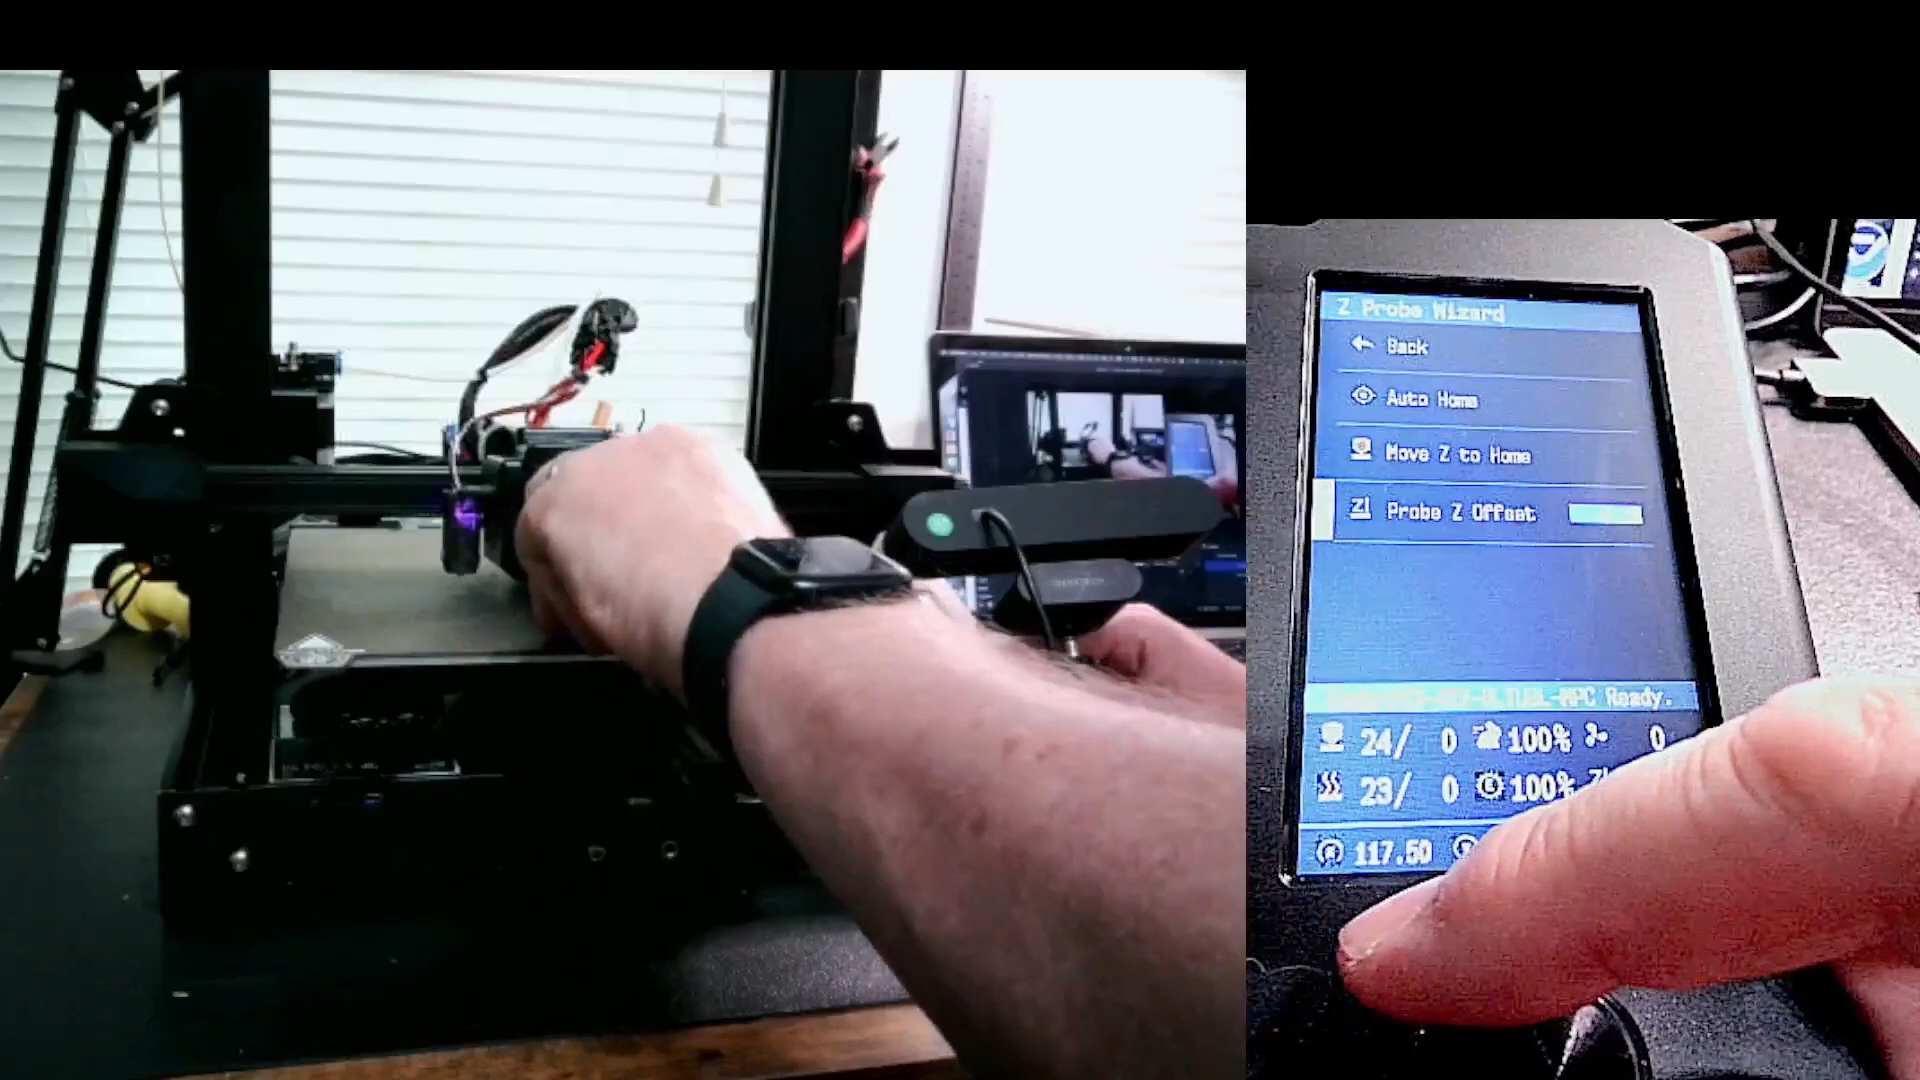 Z Probe Wizard
Back
Auto Home
Move Z to Home
Probe Z Offset
-MPC Ready.
24/ 0 100% 0
23/ 0 100%
117.50